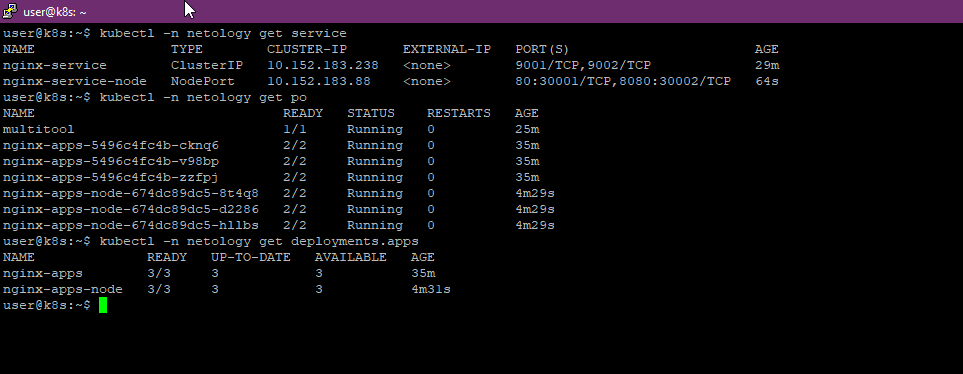 user@k8s: ~
user@k8s:~$ kubectl -n netology get service
NAME                 TYPE        CLUSTER-IP       EXTERNAL-IP   PORT(S)                       AGE
nginx-service        ClusterIP   10.152.183.238   <none>        9001/TCP,9002/TCP             29m
nginx-service-node   NodePort    10.152.183.88    <none>        80:30001/TCP,8080:30002/TCP   64s
user@k8s:~$ kubectl -n netology get po
NAME                               READY   STATUS    RESTARTS   AGE
multitool                          1/1     Running   0          25m
nginx-apps-5496c4fc4b-cknq6        2/2     Running   0          35m
nginx-apps-5496c4fc4b-v98bp        2/2     Running   0          35m
nginx-apps-5496c4fc4b-zzfpj        2/2     Running   0          35m
nginx-apps-node-674dc89dc5-8t4q8   2/2     Running   0          4m29s
nginx-apps-node-674dc89dc5-d2286   2/2     Running   0          4m29s
nginx-apps-node-674dc89dc5-hllbs   2/2     Running   0          4m29s
user@k8s:~$ kubectl -n netology get deployments.apps
NAME              READY   UP-TO-DATE   AVAILABLE   AGE
nginx-apps        3/3     3            3           35m
nginx-apps-node   3/3     3            3           4m31s
user@k8s:~$